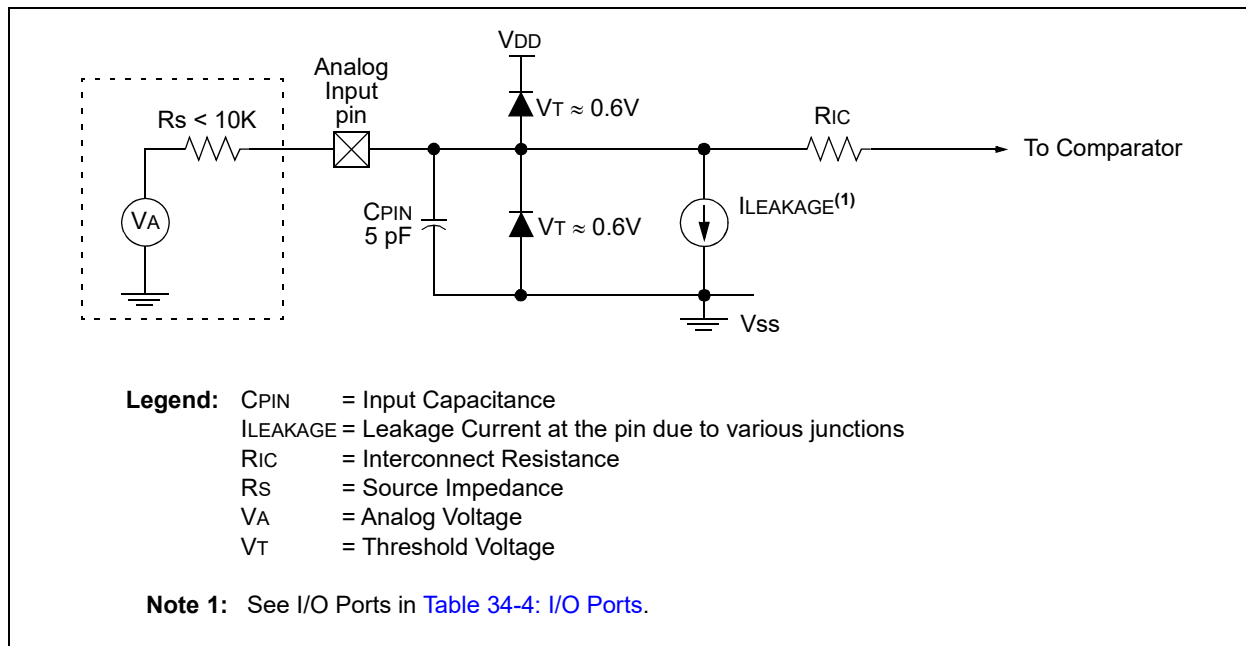 VDD
Analog
Input
pin
Rs < 10K
VT ≈ 0.6V
RIC
To Comparator
VA
CPIN
5 pF
VT ≈ 0.6V
ILEAKAGE(1)
Vss
Legend: CPIN = Input Capacitance
ILEAKAGE = Leakage Current at the pin due to various junctions
RIC = Interconnect Resistance
RS = Source Impedance
VA = Analog Voltage
VT = Threshold Voltage
Note 1: See I/O Ports in Table 34-4: I/O Ports.